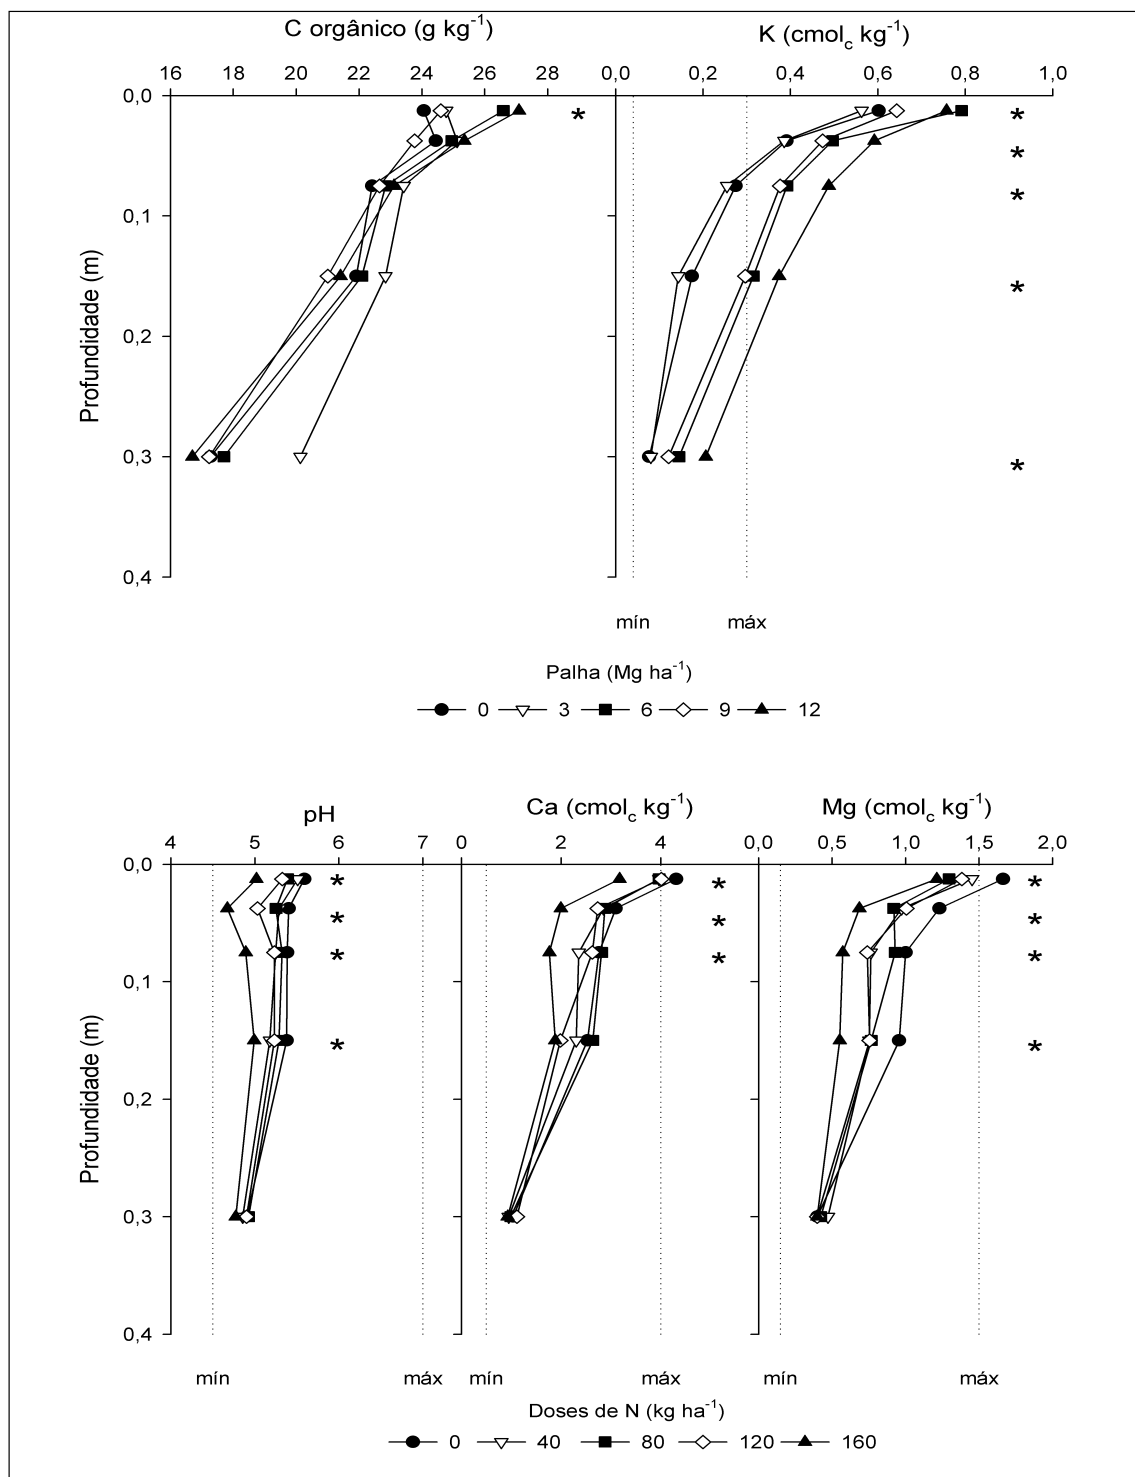 C orgânico (g kg⁻¹)
K (cmol_c kg⁻¹)
16 18 20 22 24 26 28
0,0 0,2 0,4 0,6 0,8 1,0
0,0
*
*
*
0,1
*
*
0,2
0,3
*
0,4
Profundidade (m)
mín máx
Palha (Mg ha⁻¹)
0 3 6 9 12
pH
Ca (cmol_c kg⁻¹)
Mg (cmol_c kg⁻¹)
4 5 6 7
0 2 4
0,0 0,5 1,0 1,5 2,0
0,0
* * *
* * *
* * *
0,1
* *
0,2
0,3
0,4
Profundidade (m)
mín máx
mín máx
mín máx
Doses de N (kg ha⁻¹)
0 40 80 120 160